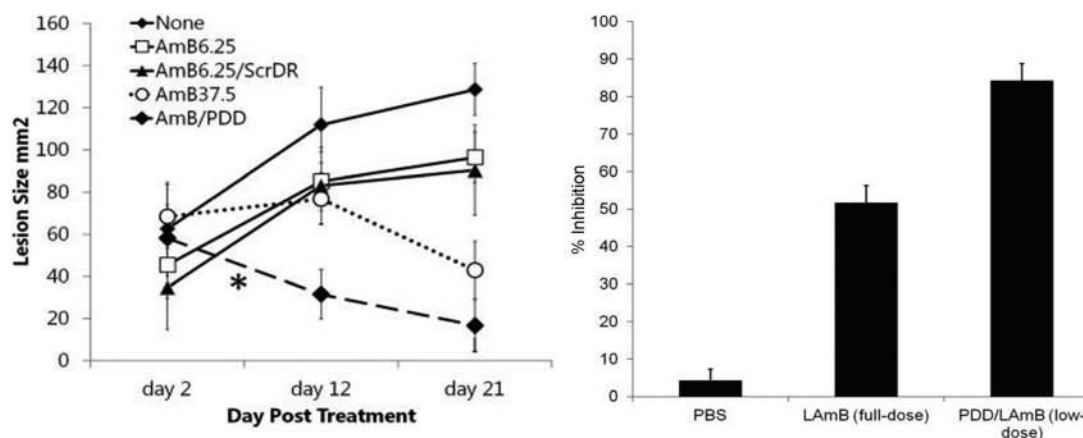 160
140
120
100
80
60
40
20
0
Lesion Size mm2
None
AmB6.25
AmB6.25/ScrDR
AmB37.5
AmB/PDD
*
day 2 day 12 day 21
Day Post Treatment
100
90
80
70
60
50
40
30
20
10
0
% Inhibition
PBS LAmB (full-dose) PDD/LAmB (low-
dose)